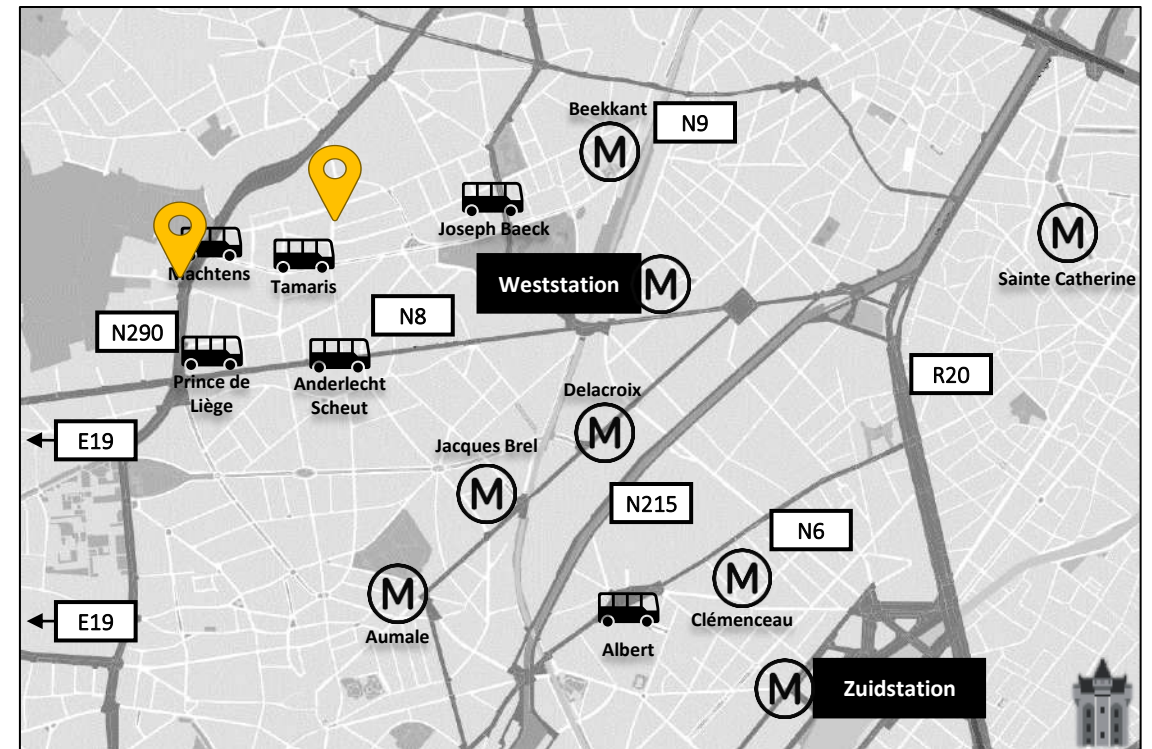 Beekkant
N9
M
Joseph Baeck
M
Sainte Catherine
Machtens
Tamaris
Weststation
M
N290
N8
Prince de
Liège
Anderlecht
Scheut
R20
E19
Delacroix
M
Jacques Brel
M
N215
N6
M
Clémenceau
E19
M
Aumale
Albert
M
Zuidstation